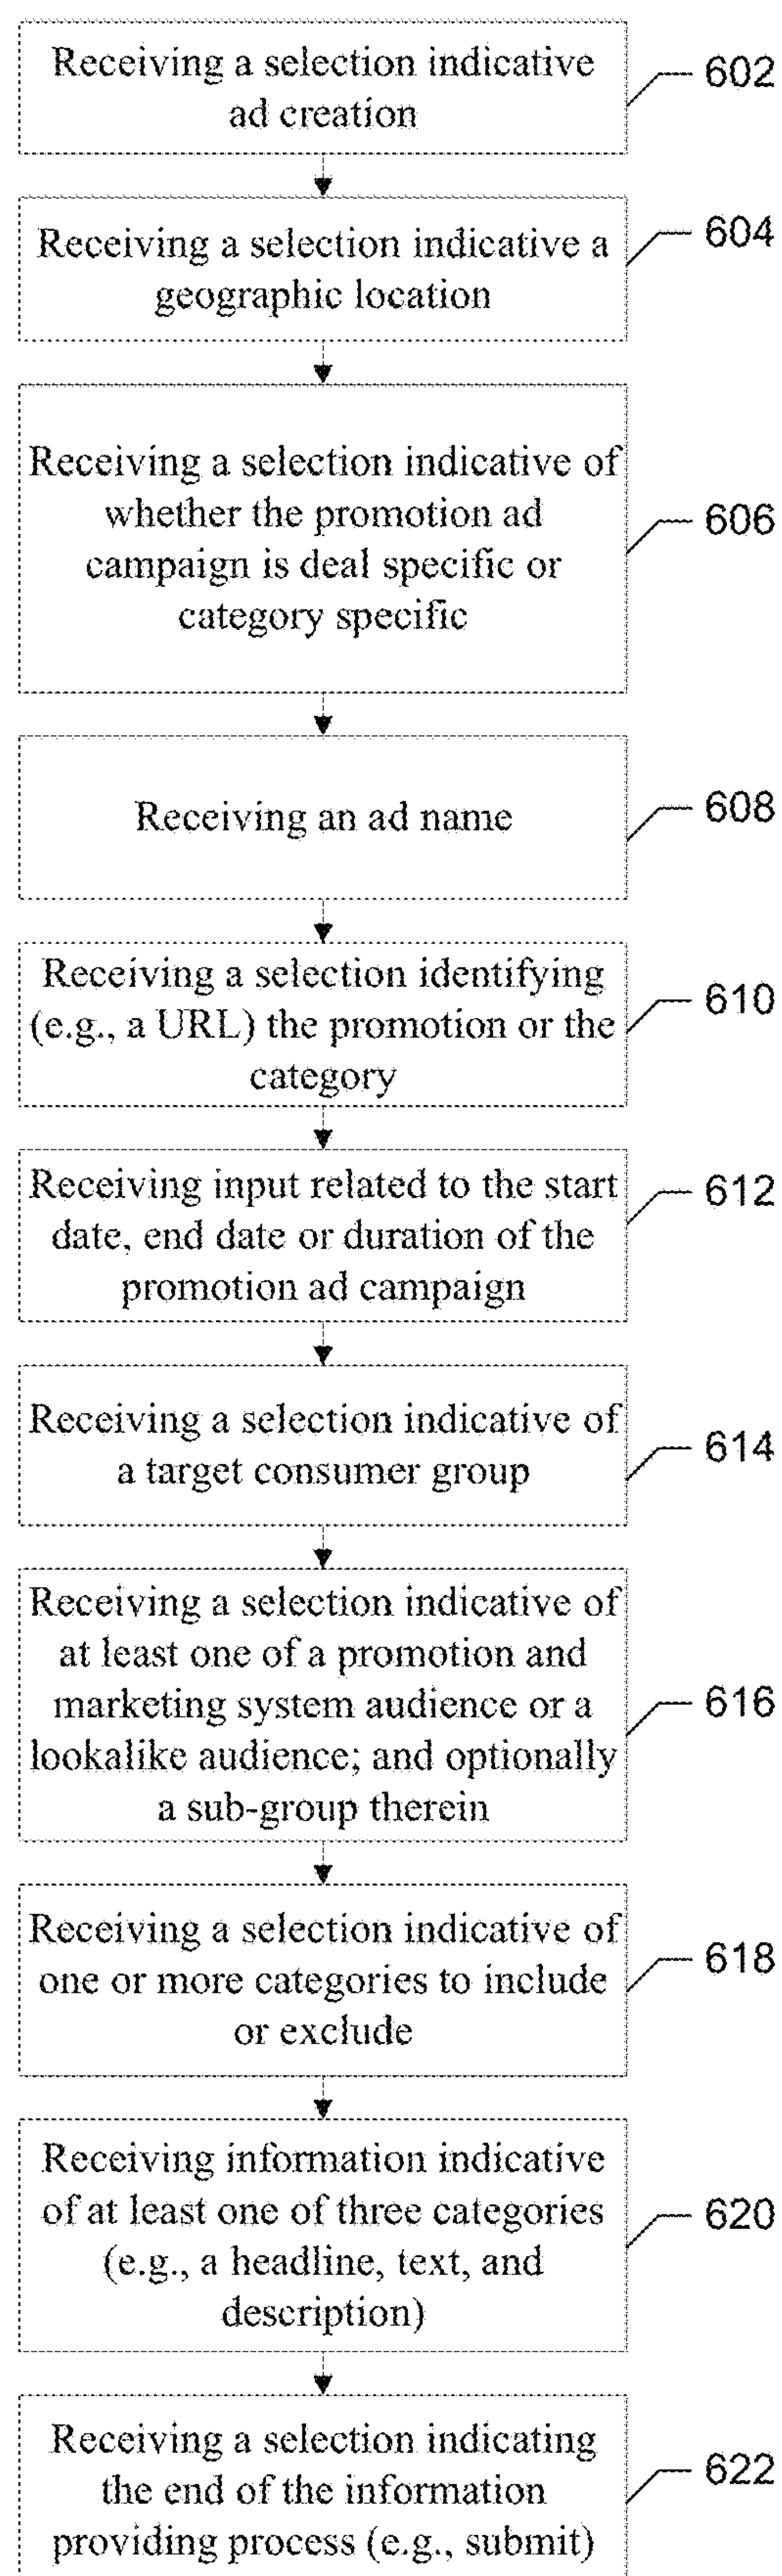 Receiving a selection indicative
ad creation
602
Receiving a selection indicative a
geographic location
604
Receiving a selection indicative of
whether the promotion ad
campaign is deal specific or
category specific
606
Receiving an ad name
608
Receiving a selection identifying
(e.g., a URL) the promotion or the
category
610
Receiving input related to the start
date, end date or duration of the
promotion ad campaign
612
Receiving a selection indicative of
a target consumer group
614
Receiving a selection indicative of
at least one of a promotion and
marketing system audience or a
lookalike audience; and optionally
a sub-group therein
616
Receiving a selection indicative of
one or more categories to include
or exclude
618
Receiving information indicative
of at least one of three categories
(e.g., a headline, text, and
description)
620
Receiving a selection indicating
the end of the information
providing process (e.g., submit)
622